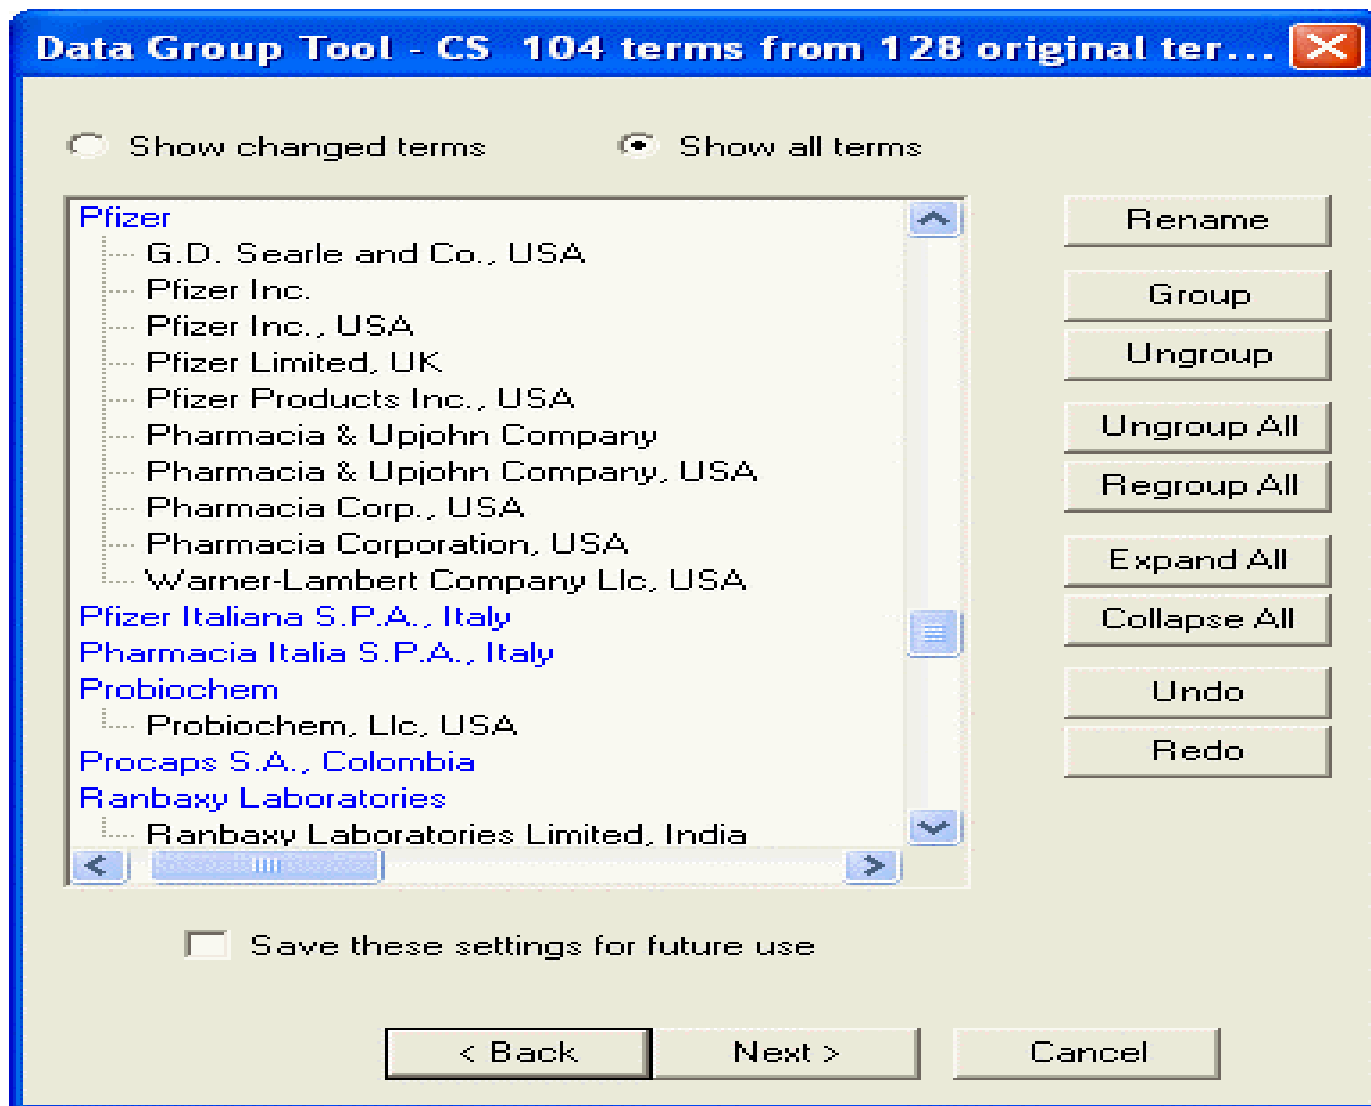 Data Group Tool - CS 104 terms from 128 original ter...
Show changed terms
Show all terms
Pfizer
G.D. Searle and Co., USA
Pfizer Inc.
Pfizer Inc., USA
Pfizer Limited, UK
Pfizer Products Inc., USA
Pharmacia & Upjohn Company
Pharmacia & Upjohn Company, USA
Pharmacia Corp., USA
Pharmacia Corporation, USA
Warner-Lambert Company Llc, USA
Pfizer Italiana S.P.A., Italy
Pharmacia Italia S.P.A., Italy
Probiochem
Probiochem, Llc, USA
Procaps S.A., Colombia
Ranbaxy Laboratories
Ranbaxy Laboratories Limited, India
Rename
Group
Ungroup
Ungroup All
Regroup All
Expand All
Collapse All
Undo
Redo
Save these settings for future use
< Back
Next >
Cancel